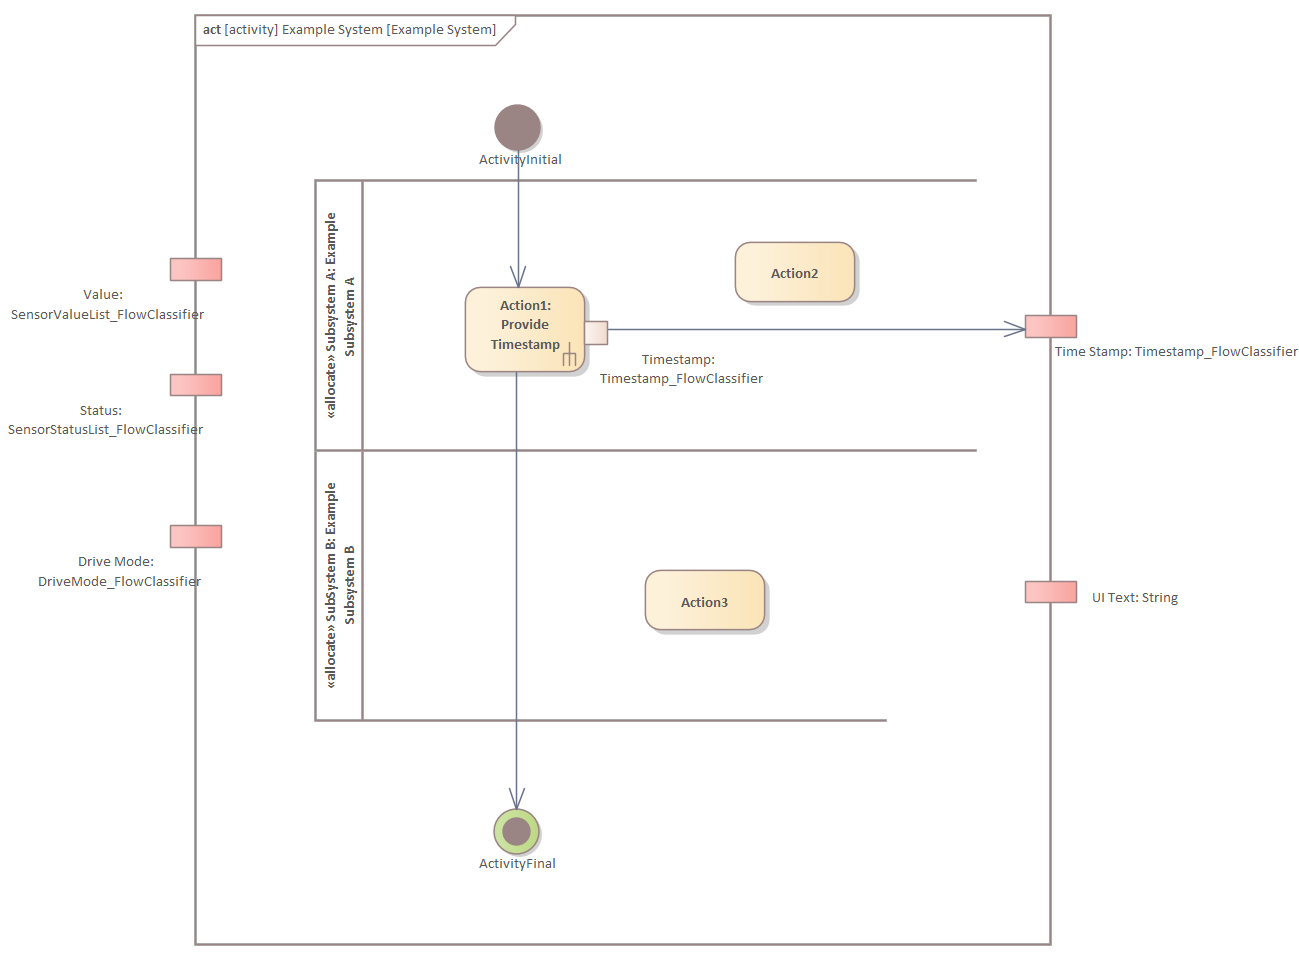 act [activity] Example System [Example System]
ActivityInitial
«allocate» Subsystem A: Example
Subsystem A
Action2
Action1:
Provide
Timestamp
Value:
SensorValueList_FlowClassifier
Timestamp:
Timestamp_FlowClassifier
Time Stamp: Timestamp_FlowClassifier
Status:
SensorStatusList_FlowClassifier
«allocate» SubSystem B: Example
Subsystem B
Drive Mode:
DriveMode_FlowClassifier
Action3
UI Text: String
ActivityFinal